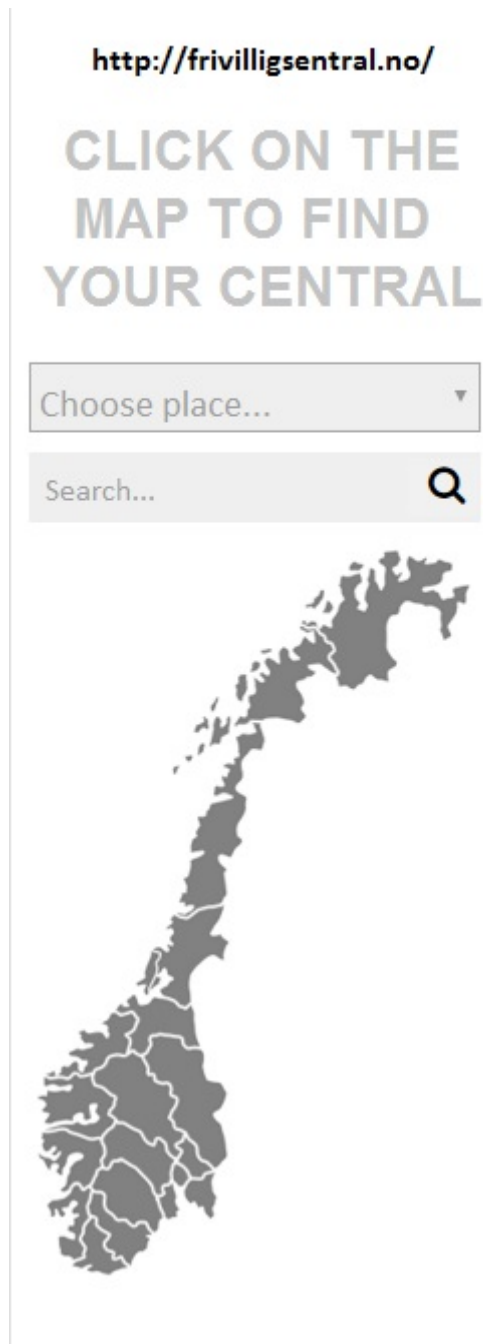 http://frivilligsentral.no/
CLICK ON THE
MAP TO FIND
YOUR CENTRAL
Choose place...
Search...